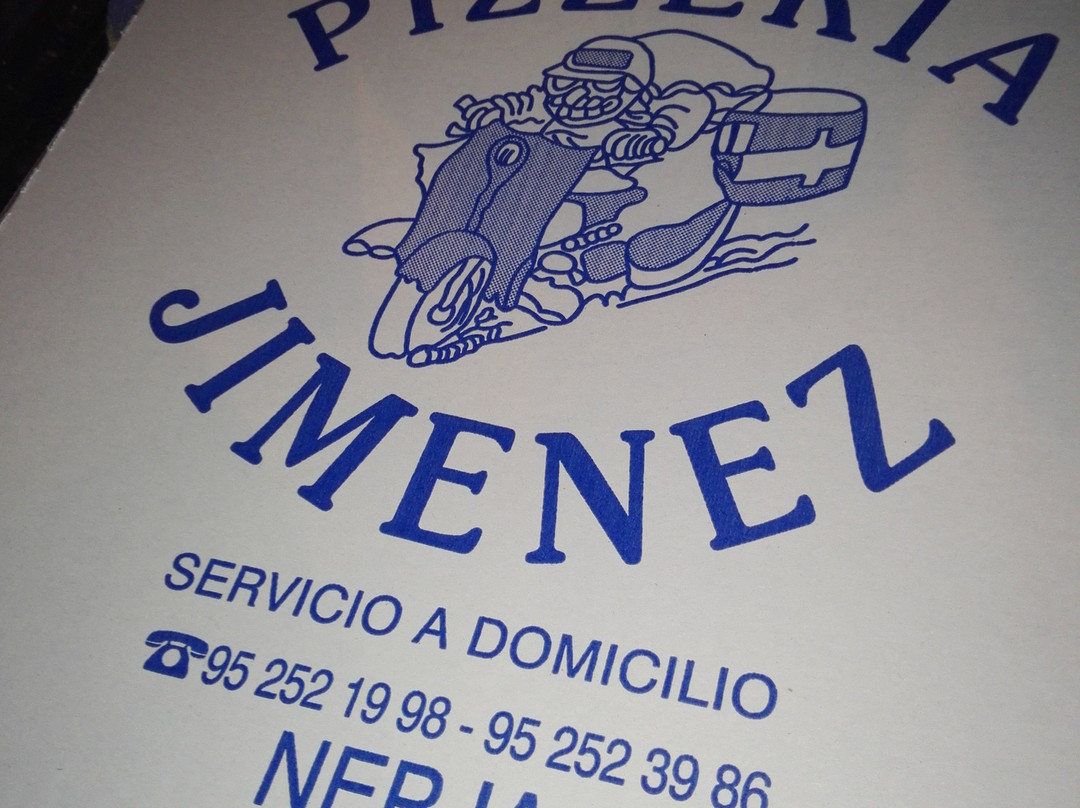 PIZZERIA
JIMENEZ
SERVICIO A DOMICILIO
☎95 252 19 98 - 95 252 39 86
NERJA